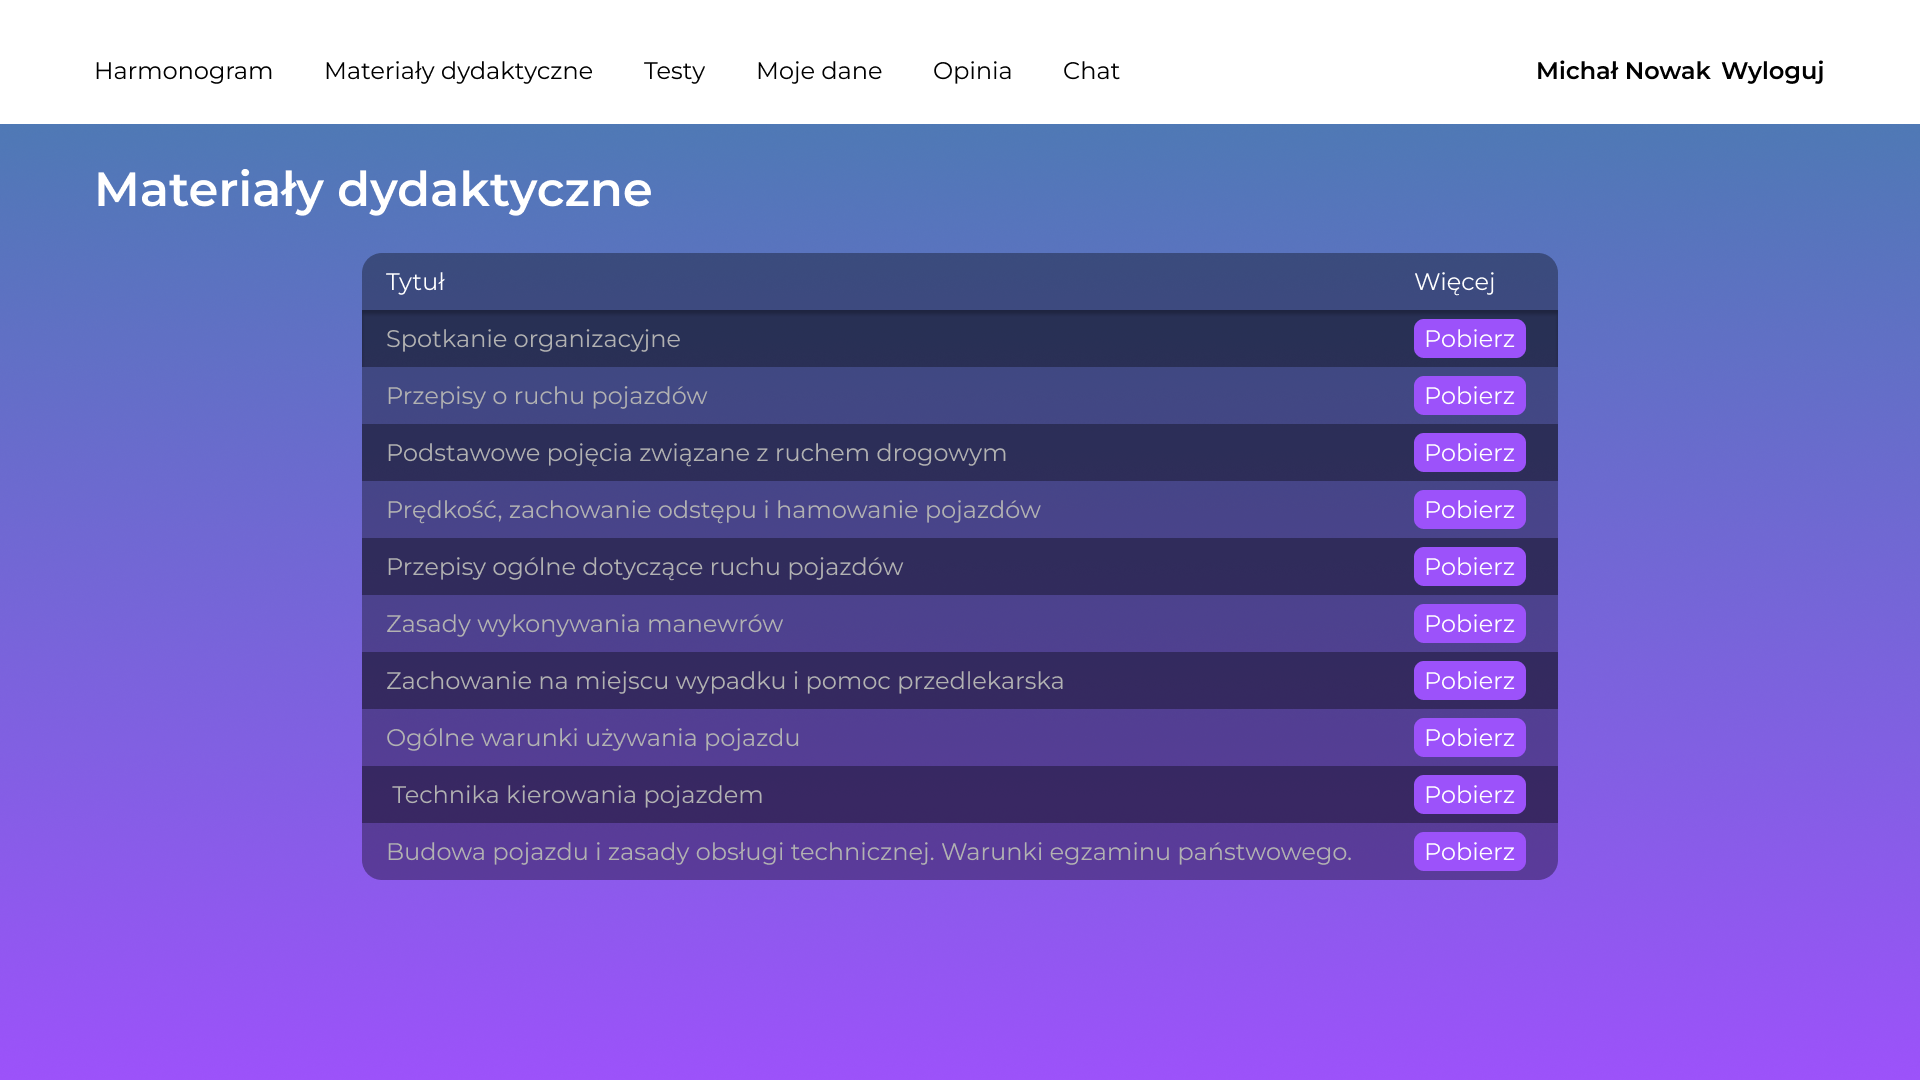 Harmonogram Materiały dydaktyczne Testy Moje dane Opinia Chat Michał Nowak Wyloguj
Materiały dydaktyczne
Tytuł Więcej
Spotkanie organizacyjne Pobierz
Przepisy o ruchu pojazdów Pobierz
Podstawowe pojęcia związane z ruchem drogowym Pobierz
Prędkość, zachowanie odstępu i hamowanie pojazdów Pobierz
Przepisy ogólne dotyczące ruchu pojazdów Pobierz
Zasady wykonywania manewrów Pobierz
Zachowanie na miejscu wypadku i pomoc przedlekarska Pobierz
Ogólne warunki używania pojazdu Pobierz
Technika kierowania pojazdem Pobierz
Budowa pojazdu i zasady obsługi technicznej. Warunki egzaminu państwowego. Pobierz